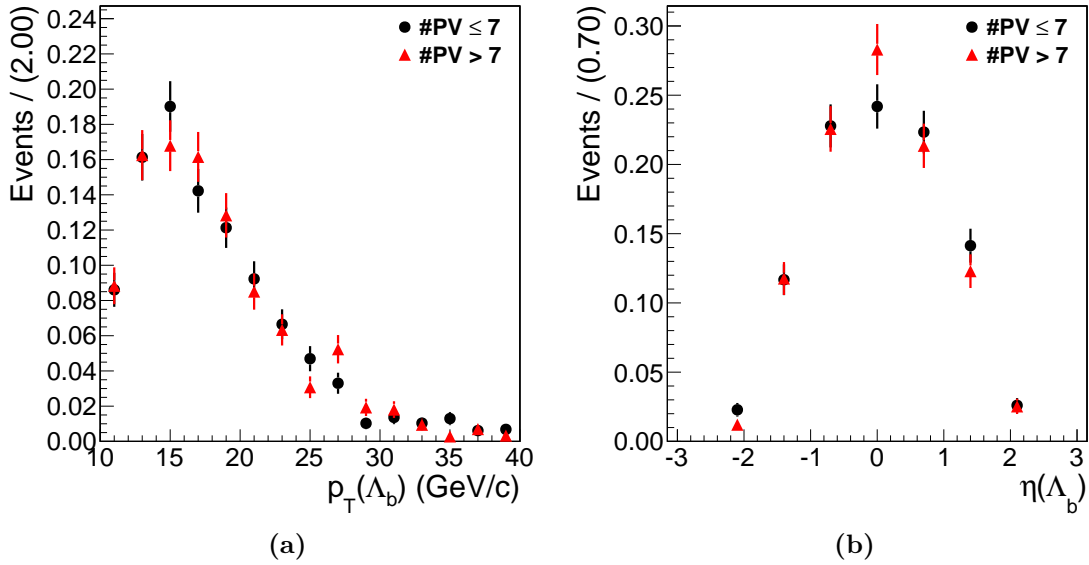 Events / (2.00)
0.24
0.22
0.20
0.18
0.16
0.14
0.12
0.10
0.08
0.06
0.04
0.02
0.00
#PV ≤ 7
#PV > 7
10 15 20 25 30 35 40
p_T(Λ_b) (GeV/c)
(a)
Events / (0.70)
0.30
0.25
0.20
0.15
0.10
0.05
0.00
#PV ≤ 7
#PV > 7
-3 -2 -1 0 1 2 3
η(Λ_b)
(b)